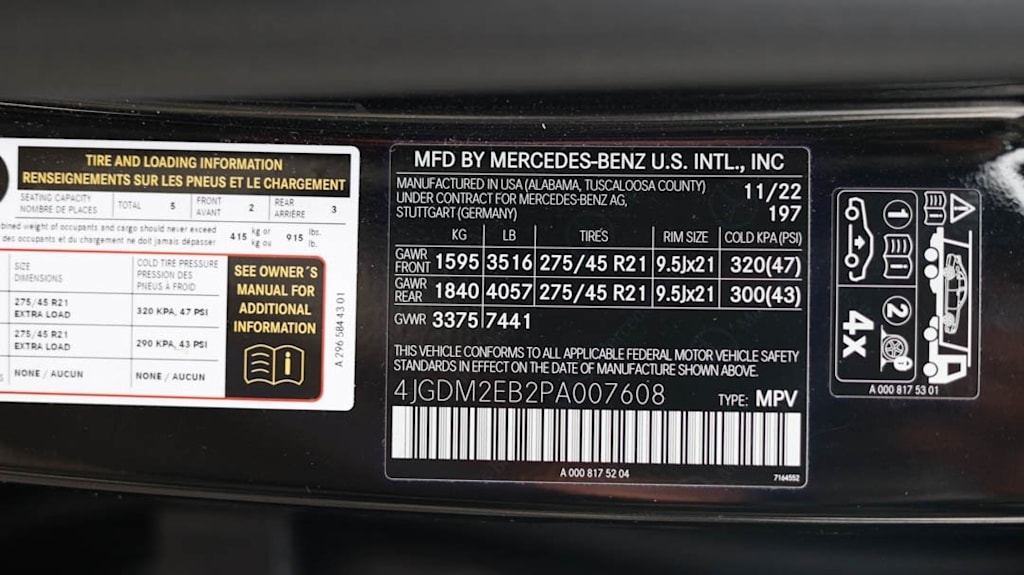 TIRE AND LOADING INFORMATION
RENSEIGNEMENTS SUR LES PNEUS ET LE CHARGEMENT
SEATING CAPACITY
NOMBRE DE PLACES
TOTAL 5
FRONT
AVANT
2
REAR
ARRIÈRE
3
weight of occupants and cargo should never exceed
des occupants et du chargement ne doit jamais dépasser
415 kg or
kg ou
915 lbs.
lb.
SIZE
DIMENSIONS
COLD TIRE PRESSURE
PRESSION DES
PNEUS À FROID
275/45 R21
EXTRA LOAD
320 KPA, 47 PSI
275/45 R21
EXTRA LOAD
290 KPA, 43 PSI
NONE / AUCUN
NONE / AUCUN
SEE OWNER´S
MANUAL FOR
ADDITIONAL
INFORMATION
i
A 296 584 43 01
MFD BY MERCEDES-BENZ U.S. INTL., INC
MANUFACTURED IN USA (ALABAMA, TUSCALOOSA COUNTY) 11/22
UNDER CONTRACT FOR MERCEDES-BENZ AG, 197
STUTTGART (GERMANY)
KG LB TIRES RIM SIZE COLD KPA (PSI)
GAWR
FRONT 1595 3516 275/45 R21 9.5Jx21 320(47)
GAWR
REAR 1840 4057 275/45 R21 9.5Jx21 300(43)
GVWR 3375 7441
THIS VEHICLE CONFORMS TO ALL APPLICABLE FEDERAL MOTOR VEHICLE SAFETY
STANDARDS IN EFFECT ON THE DATE OF MANUFACTURE SHOWN ABOVE.
4JGDM2EB2PA007608 TYPE: MPV
A 000 817 52 04
7164552
1
i
2
4x
A 000 817 53 01